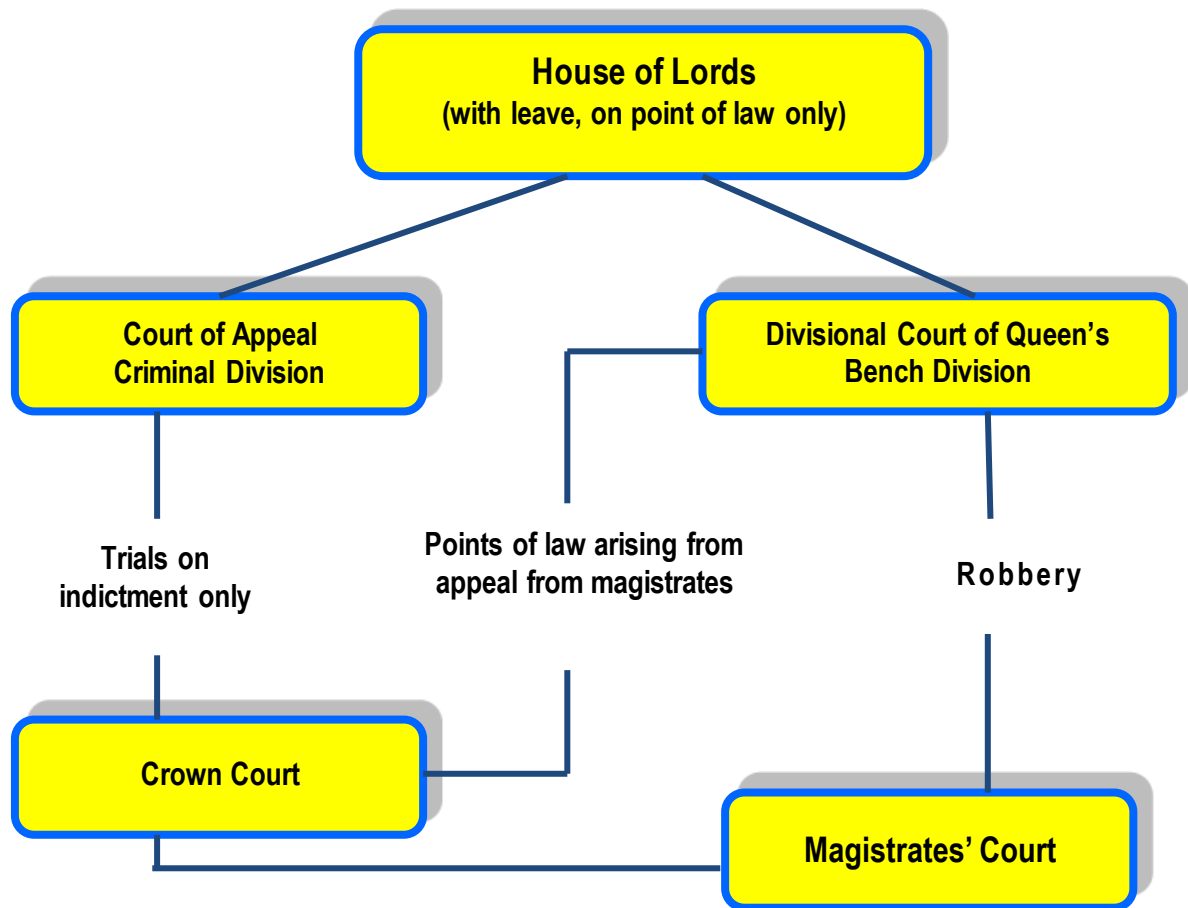 House of Lords
(with leave, on point of law only)
Court of Appeal
Criminal Division
Divisional Court of Queen’s
Bench Division
Trials on
indictment only
Points of law arising from
appeal from magistrates
Robbery
Crown Court
Magistrates’ Court